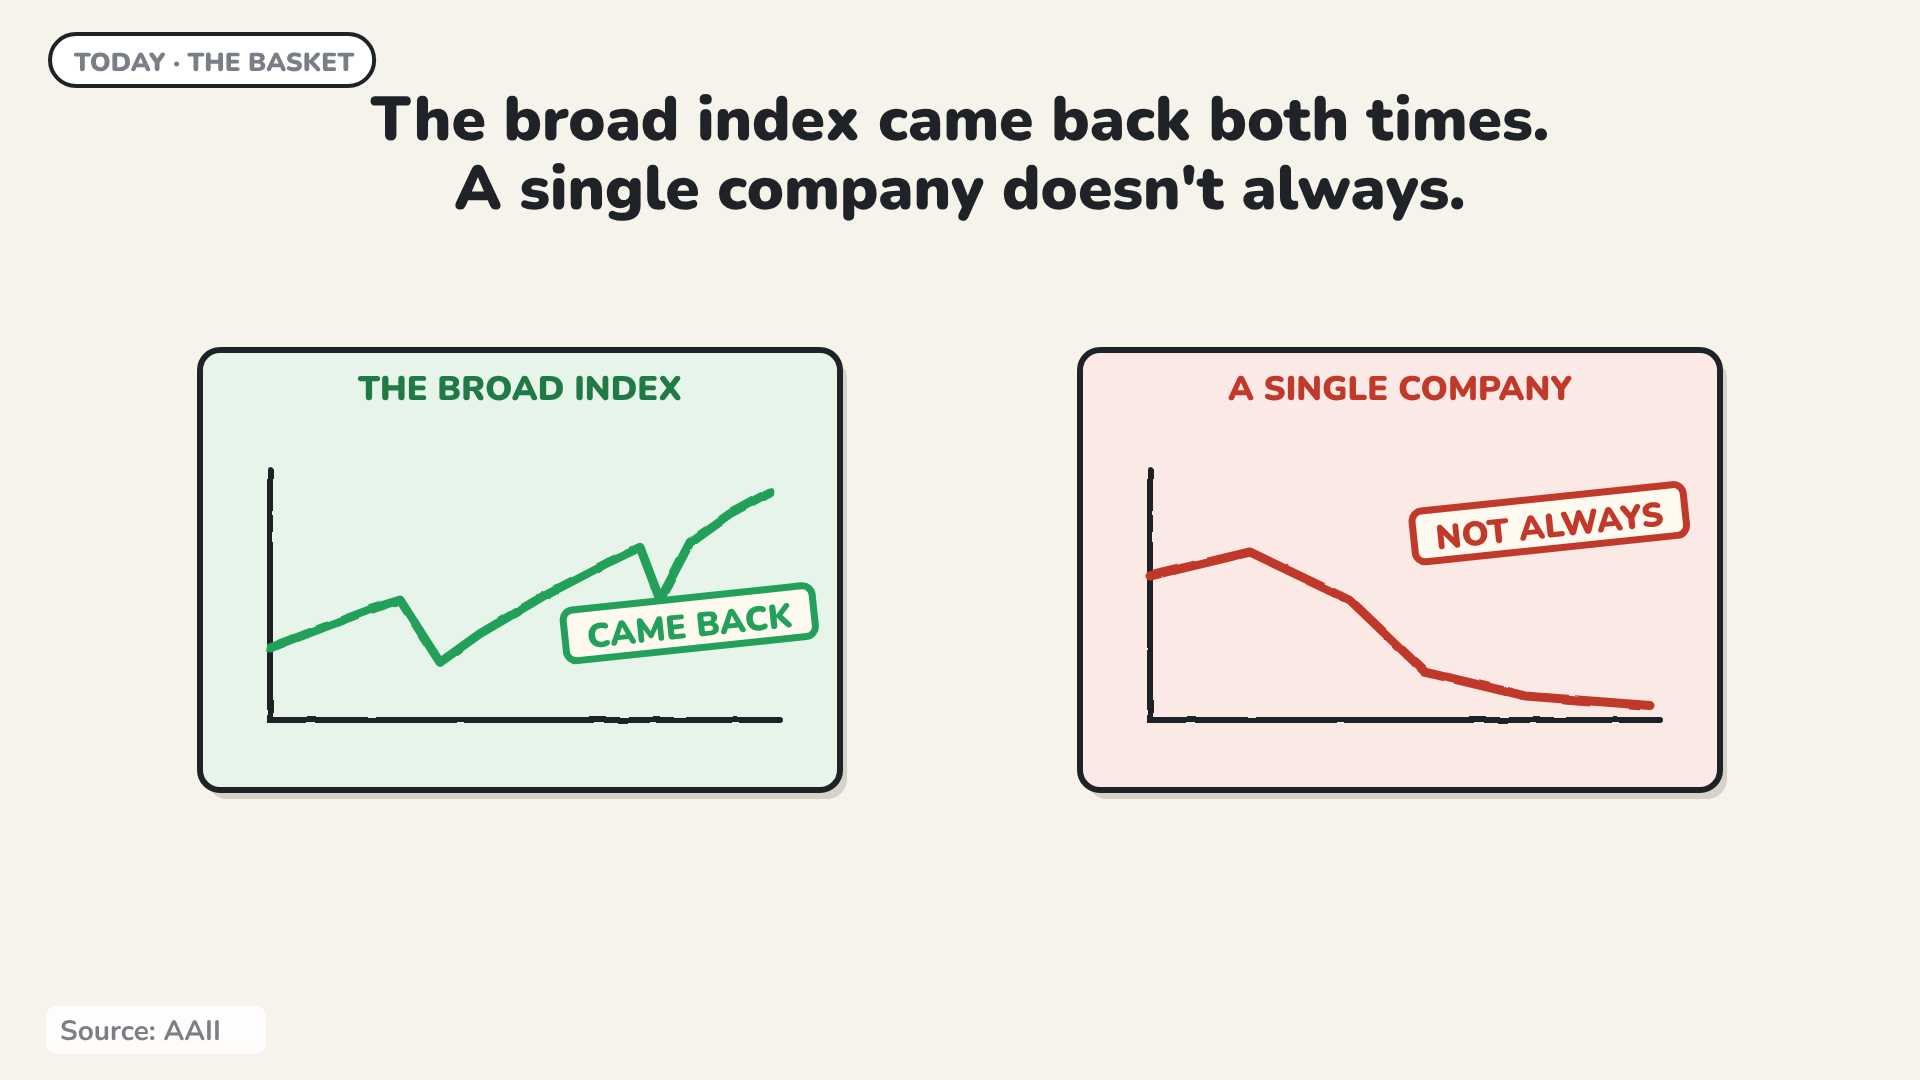 TODAY · THE BASKET
The broad index came back both times.
A single company doesn't always.
THE BROAD INDEX
CAME BACK
A SINGLE COMPANY
NOT ALWAYS
Source: AAII